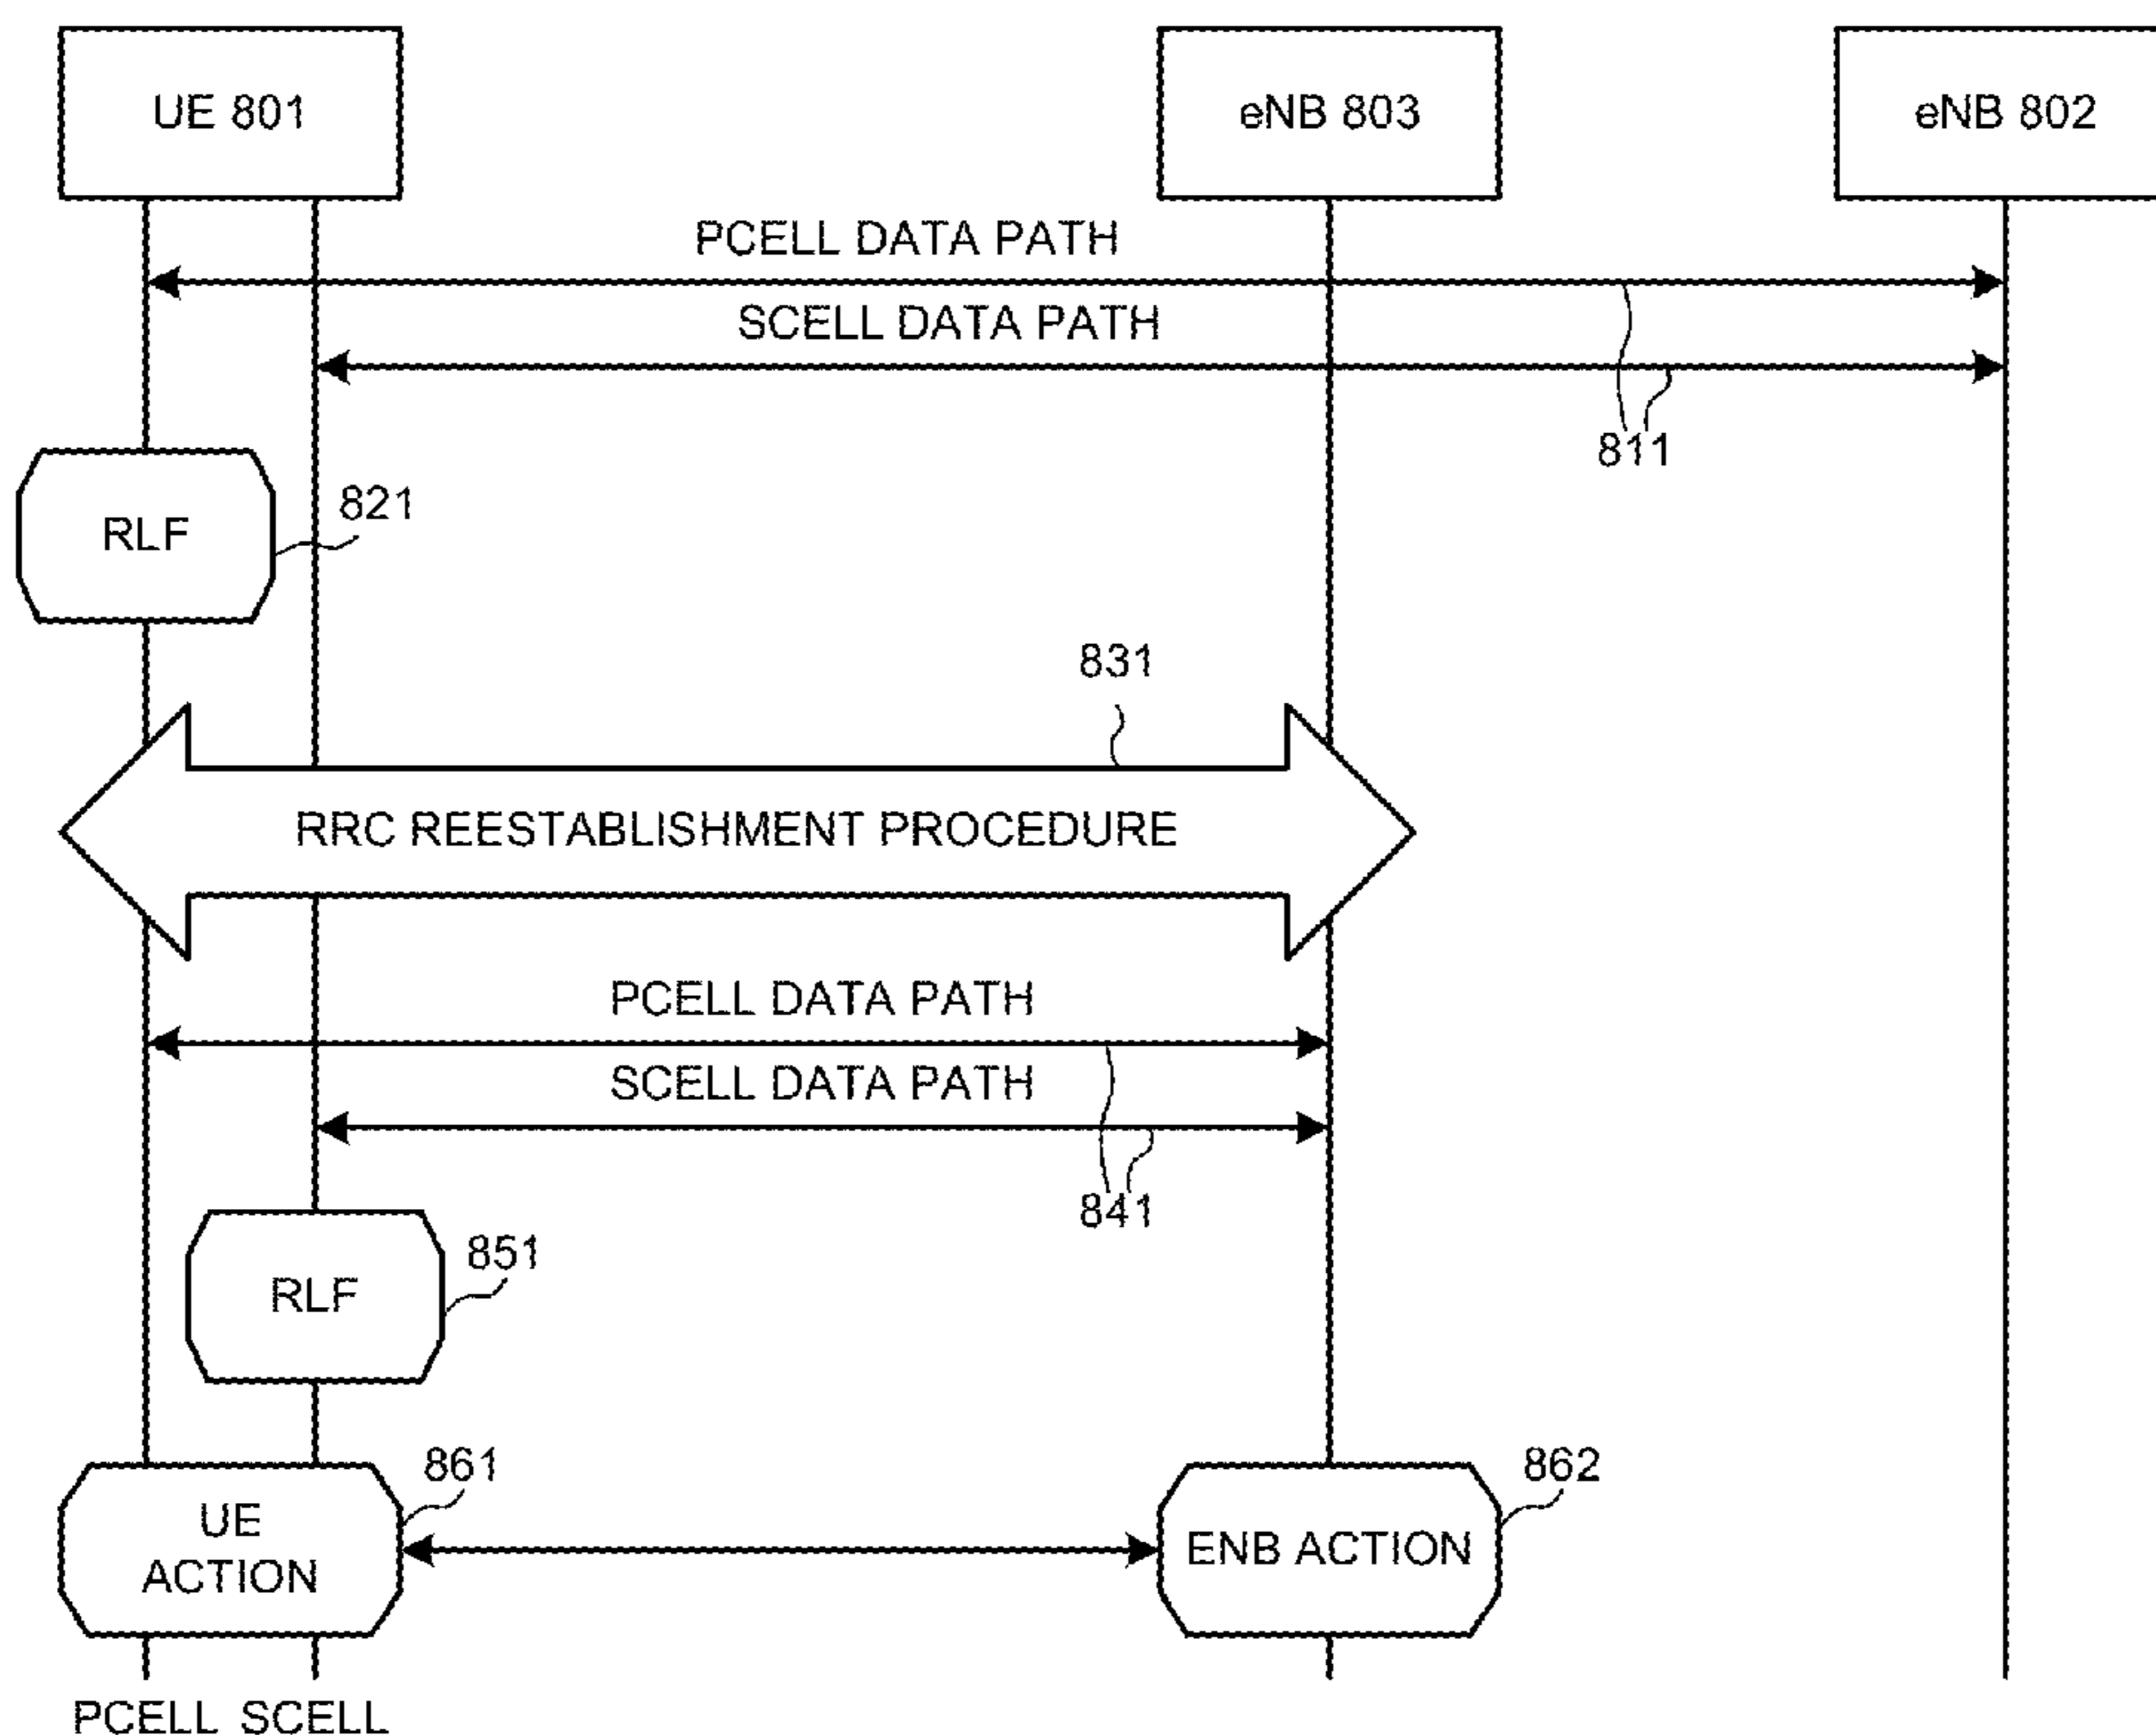 UE 801
eNB 803
eNB 802
PCELL DATA PATH
SCELL DATA PATH
811
RLF
821
831
RRC REESTABLISHMENT PROCEDURE
PCELL DATA PATH
SCELL DATA PATH
841
RLF
851
UE
ACTION
861
ENB ACTION
862
PCELL SCELL